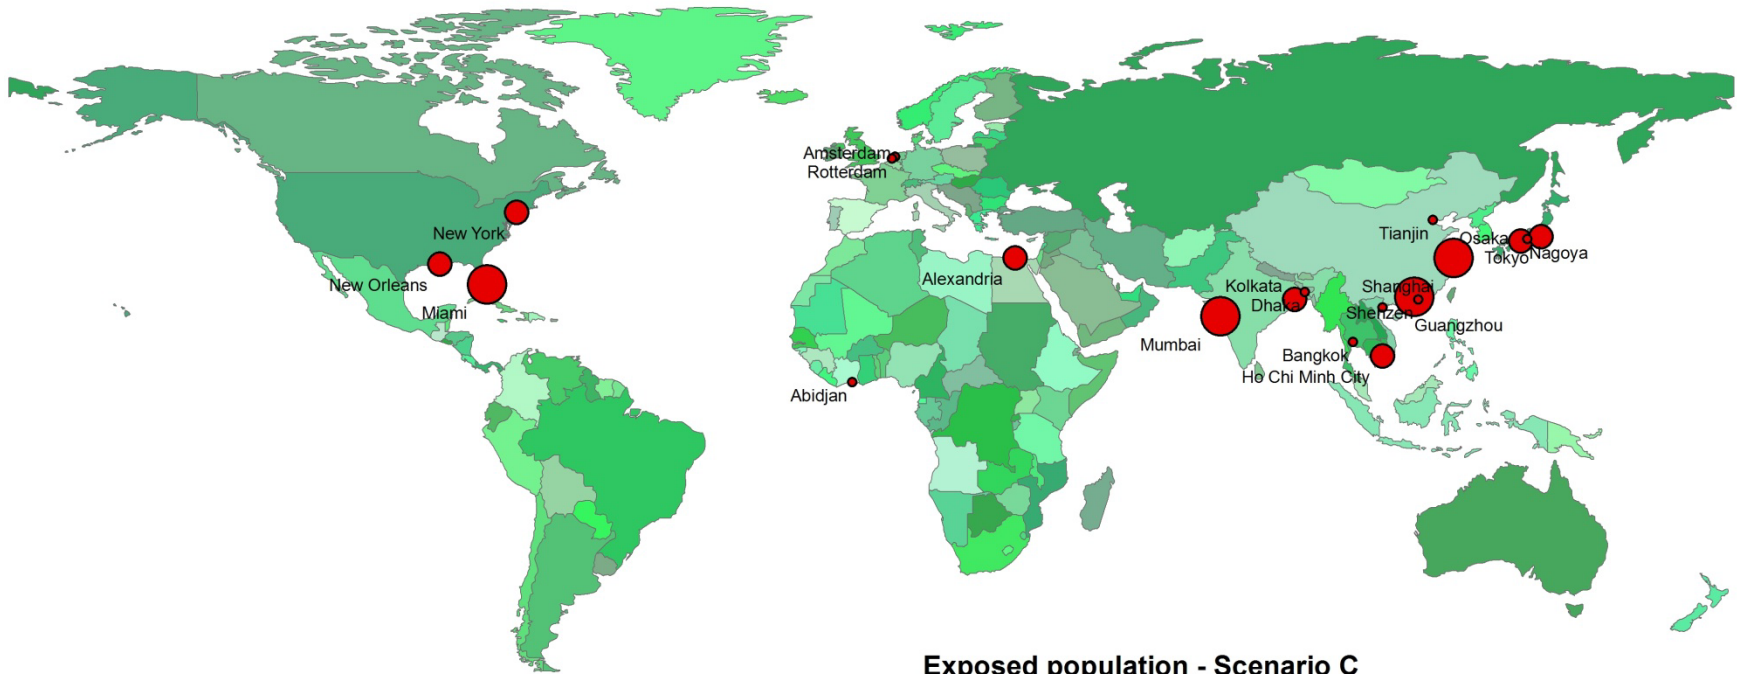 Amsterdam
Rotterdam
New York
New Orleans
Miami
Alexandria
Abidjan
Mumbai
Kolkata
Dhaka
Tianjin
Osaka
Tokyo
Nagoya
Shanghai
Shenzen
Guangzhou
Bangkok
Ho Chi Minh City
Exposed population - Scenario C